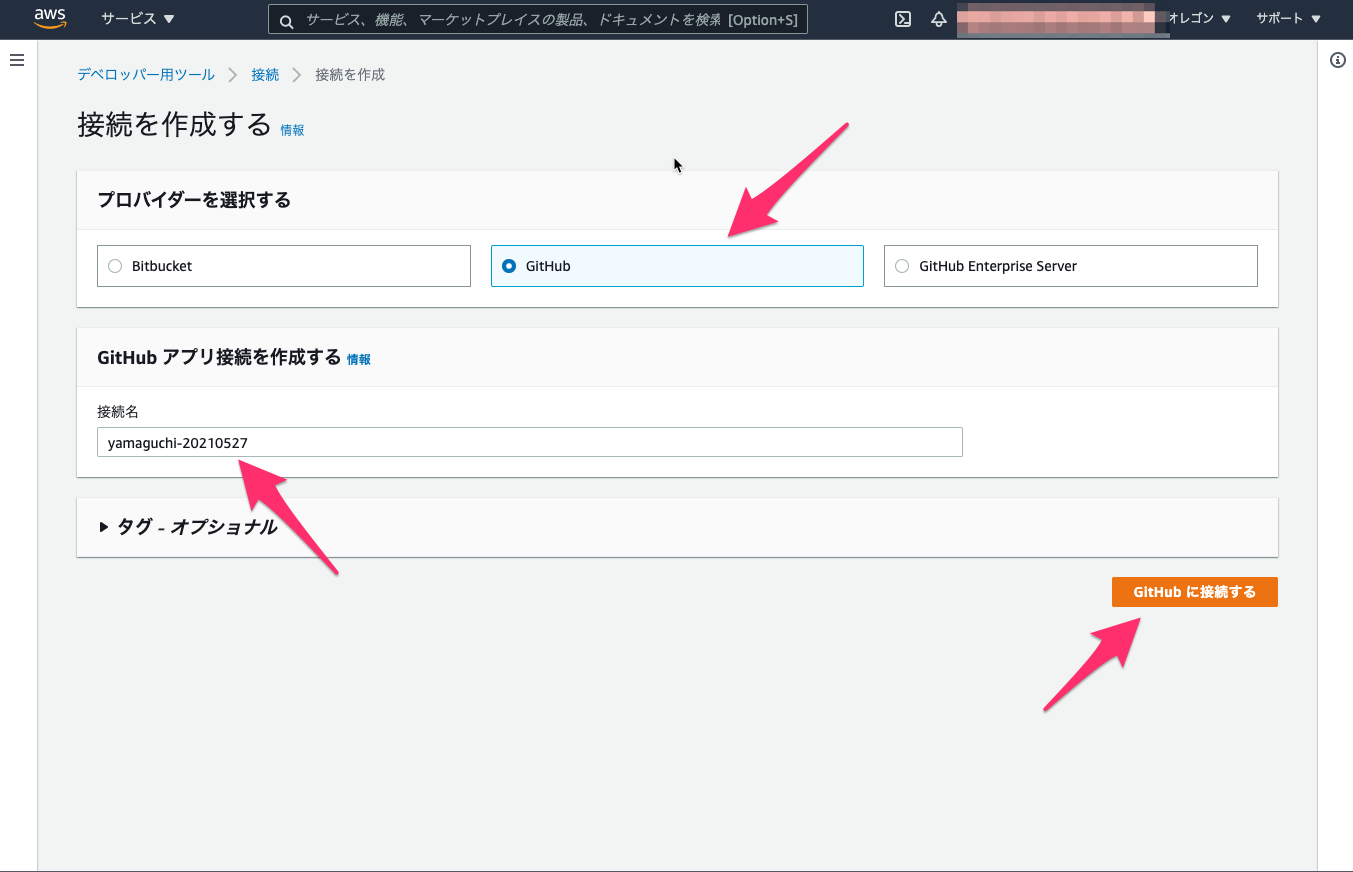 aws サービス ▼ サービス、機能、マーケットプレイスの製品、ドキュメントを検索 [Option+S] オレゴン ▼ サポート ▼
デベロッパー用ツール > 接続 > 接続を作成
接続を作成する 情報
プロバイダーを選択する
Bitbucket
GitHub
GitHub Enterprise Server
GitHub アプリ接続を作成する 情報
接続名
yamaguchi-20210527
▶ タグ - オプショナル
GitHub に接続する